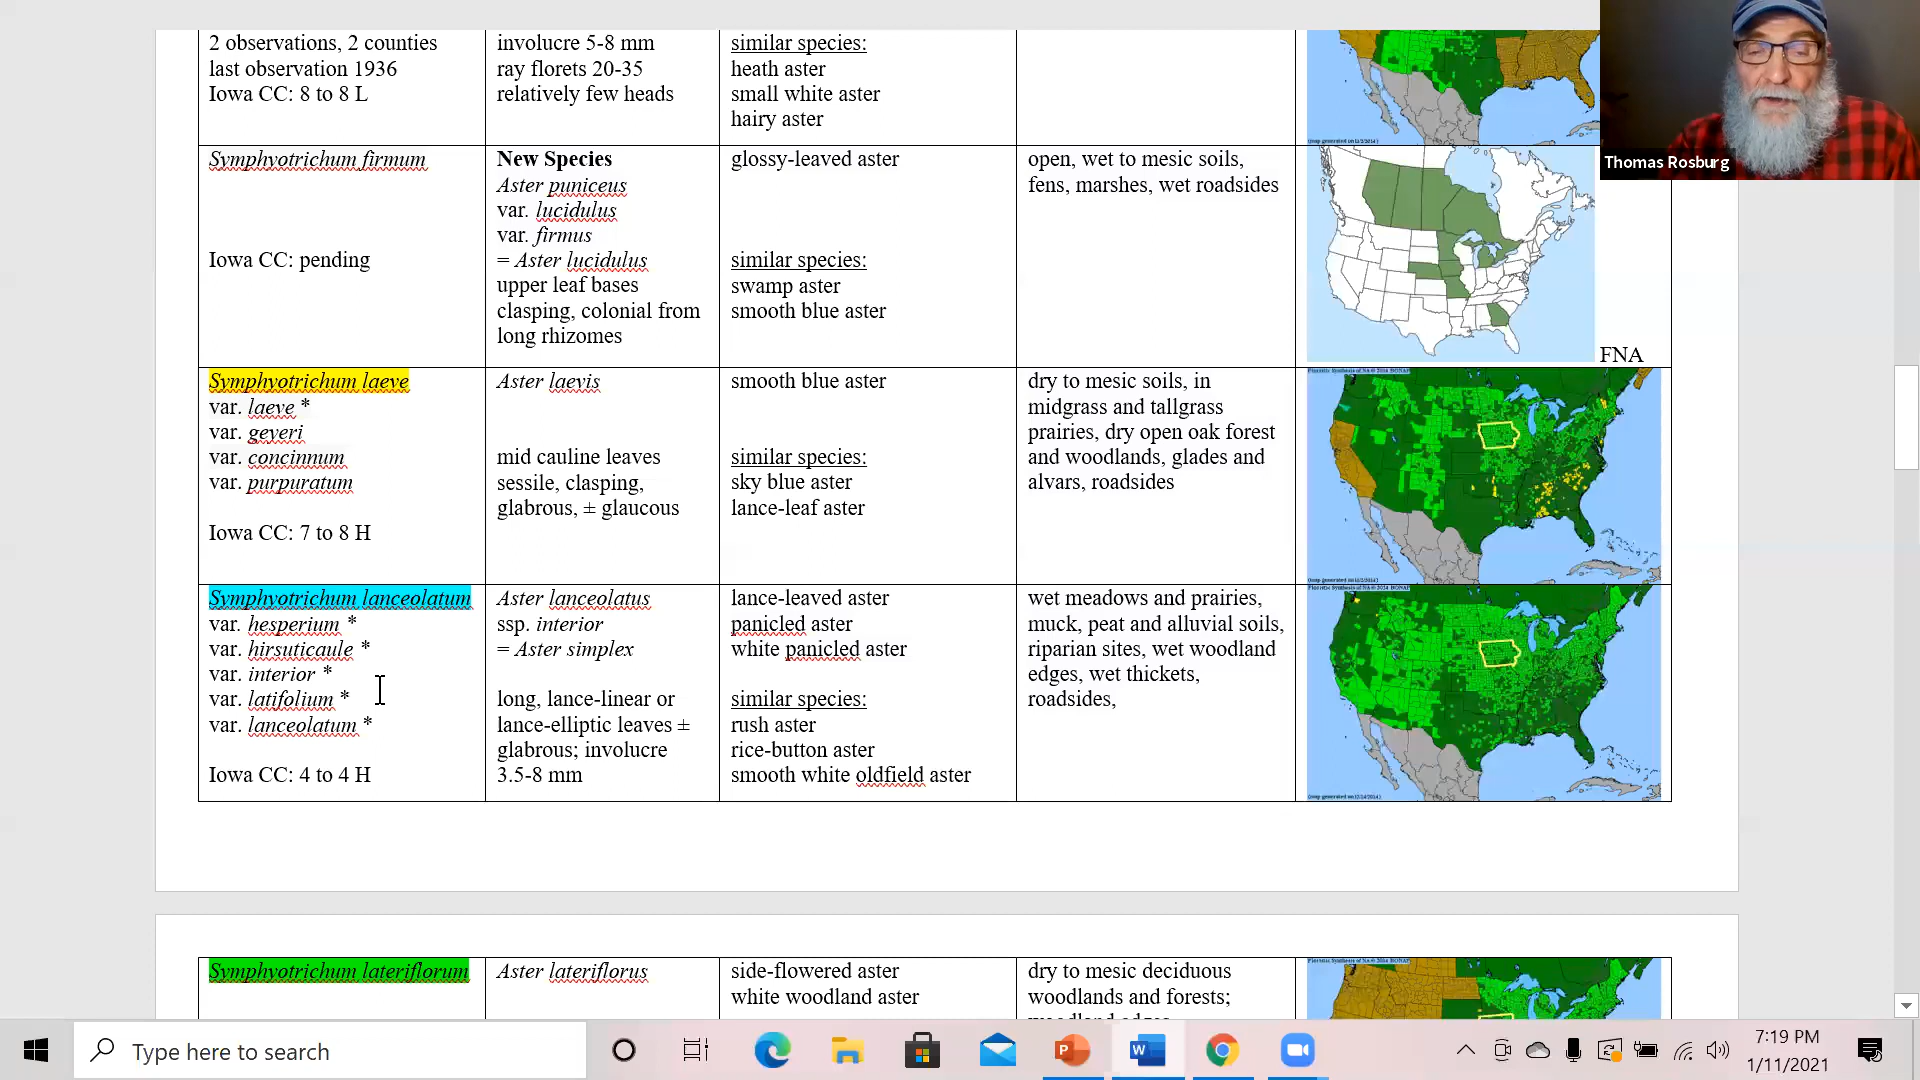 2 observations, 2 counties
last observation 1936
Iowa CC: 8 to 8 L
involucre 5-8 mm
ray florets 20-35
relatively few heads
similar species:
heath aster
small white aster
hairy aster
Thomas Rosburg
Symphyotrichum firmum
Iowa CC: pending
New Species
Aster puniceus
var. lucidulus
var. firmus
= Aster lucidulus
upper leaf bases
clasping, colonial from
long rhizomes
glossy-leaved aster
similar species:
swamp aster
smooth blue aster
open, wet to mesic soils,
fens, marshes, wet roadsides
FNA
Symphyotrichum laeve
var. laeve *
var. geyeri
var. concinnum
var. purpuratum
Iowa CC: 7 to 8 H
Aster laevis
mid cauline leaves
sessile, clasping,
glabrous, ± glaucous
smooth blue aster
similar species:
sky blue aster
lance-leaf aster
dry to mesic soils, in
midgrass and tallgrass
prairies, dry open oak forest
and woodlands, glades and
alvars, roadsides
Symphyotrichum lanceolatum
var. hesperium *
var. hirsuticaule *
var. interior *
var. latifolium *
var. lanceolatum *
Iowa CC: 4 to 4 H
Aster lanceolatus
ssp. interior
= Aster simplex
long, lance-linear or
lance-elliptic leaves ±
glabrous; involucre
3.5-8 mm
lance-leaved aster
panicled aster
white panicled aster
similar species:
rush aster
rice-button aster
smooth white oldfield aster
wet meadows and prairies,
muck, peat and alluvial soils,
riparian sites, wet woodland
edges, wet thickets,
roadsides,
Symphyotrichum lateriflorum
Aster lateriflorus
side-flowered aster
white woodland aster
dry to mesic deciduous
woodlands and forests;
Type here to search
7:19 PM
1/11/2021